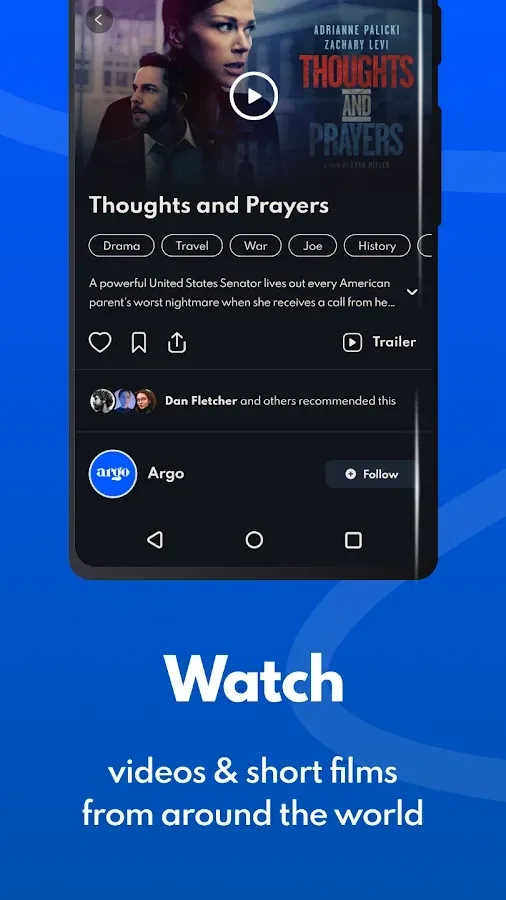 ADRIANNE PALICKI
ZACHARY LEVI
THOUGHTS
AND
PRAYERS
Thoughts and Prayers
Drama Travel War Joe History
A powerful United States Senator lives out every American
parent's worst nightmare when she receives a call from he...
Trailer
Dan Fletcher and others recommended this
argo
Argo
Follow
Watch
videos & short films
from around the world